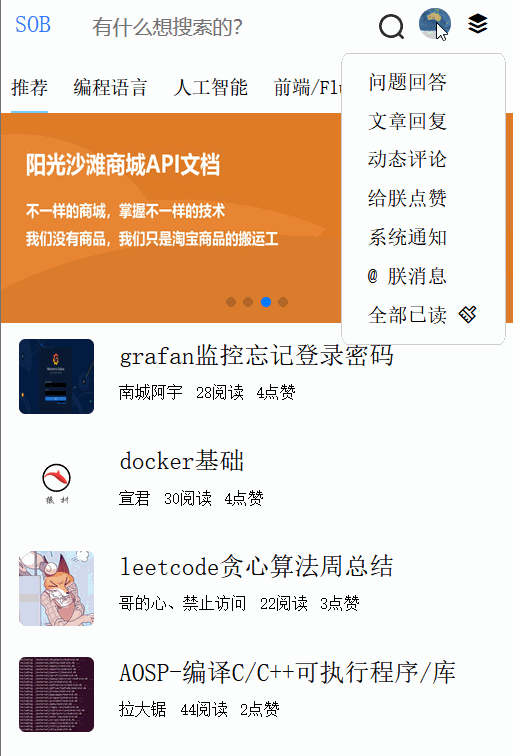 SOB 有什么想搜索的?
推荐 编程语言 人工智能 前端/Flu
问题回答
文章回复
动态评论
给朕点赞
系统通知
@ 朕消息
全部已读
阳光沙滩商城API文档
不一样的商城，掌握不一样的技术
我们没有商品，我们只是淘宝商品的搬运工
grafan监控忘记登录密码
南城阿宇 28阅读 4点赞
docker基础
宣君 30阅读 4点赞
leetcode贪心算法周总结
哥的心、禁止访问 22阅读 3点赞
AOSP-编译C/C++可执行程序/库
拉大锯 44阅读 2点赞